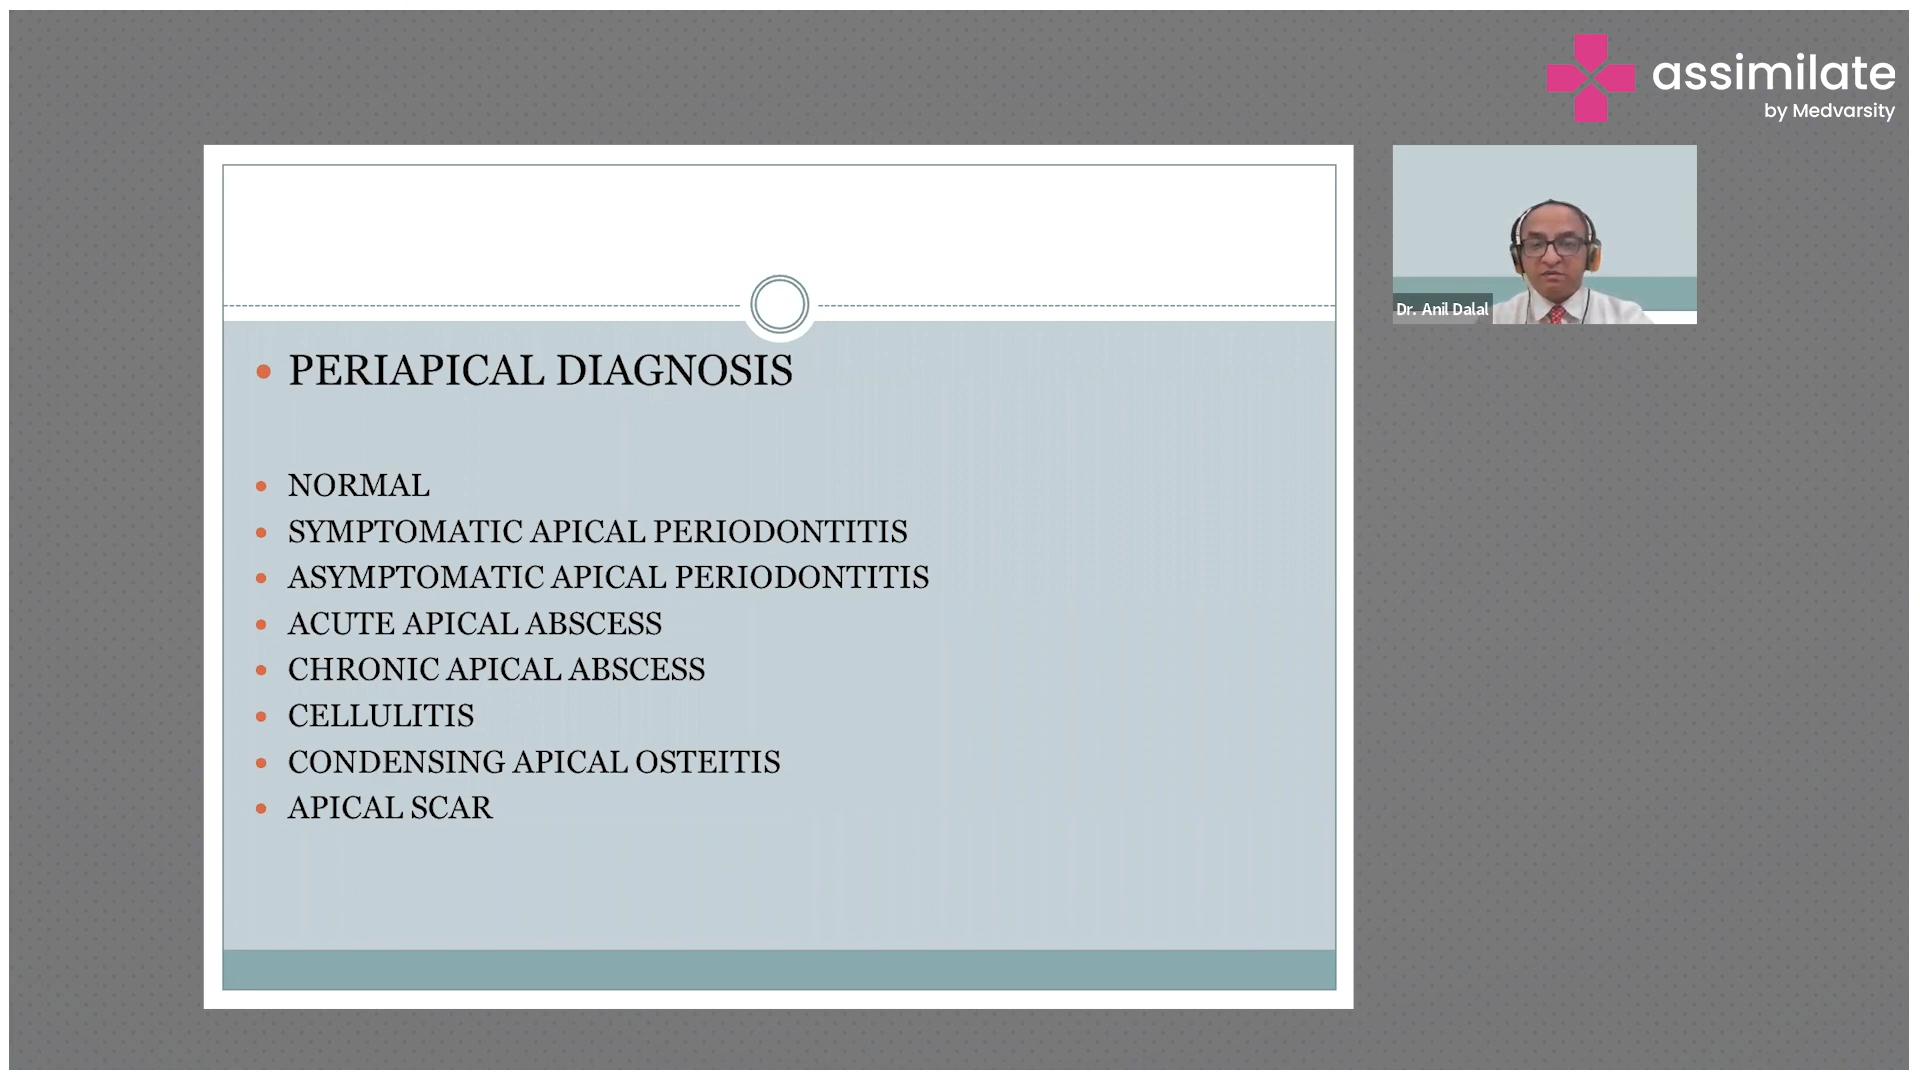 assimilate
by Medvarsity
Dr. Anil Dalal
PERIAPICAL DIAGNOSIS
NORMAL
SYMPTOMATIC APICAL PERIODONTITIS
ASYMPTOMATIC APICAL PERIODONTITIS
ACUTE APICAL ABSCESS
CHRONIC APICAL ABSCESS
CELLULITIS
CONDENSING APICAL OSTEITIS
APICAL SCAR